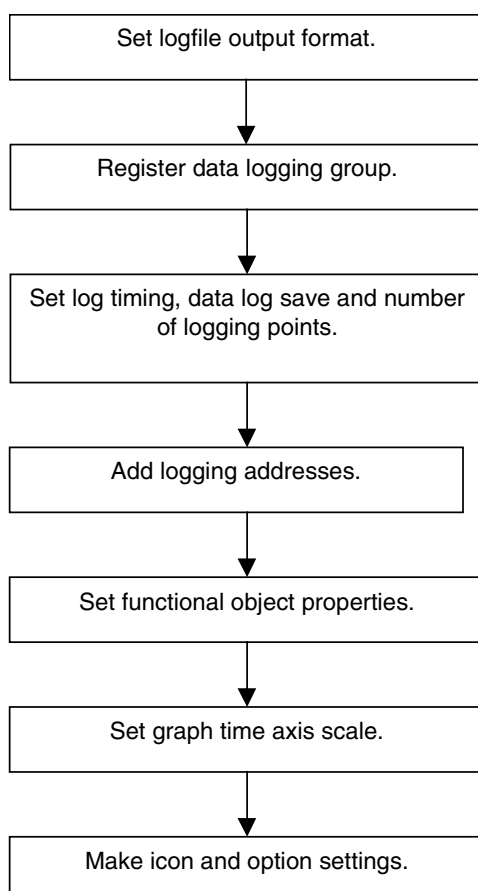 Set logfile output format.
Register data logging group.
Set log timing, data log save and number
of logging points.
Add logging addresses.
Set functional object properties.
Set graph time axis scale.
Make icon and option settings.